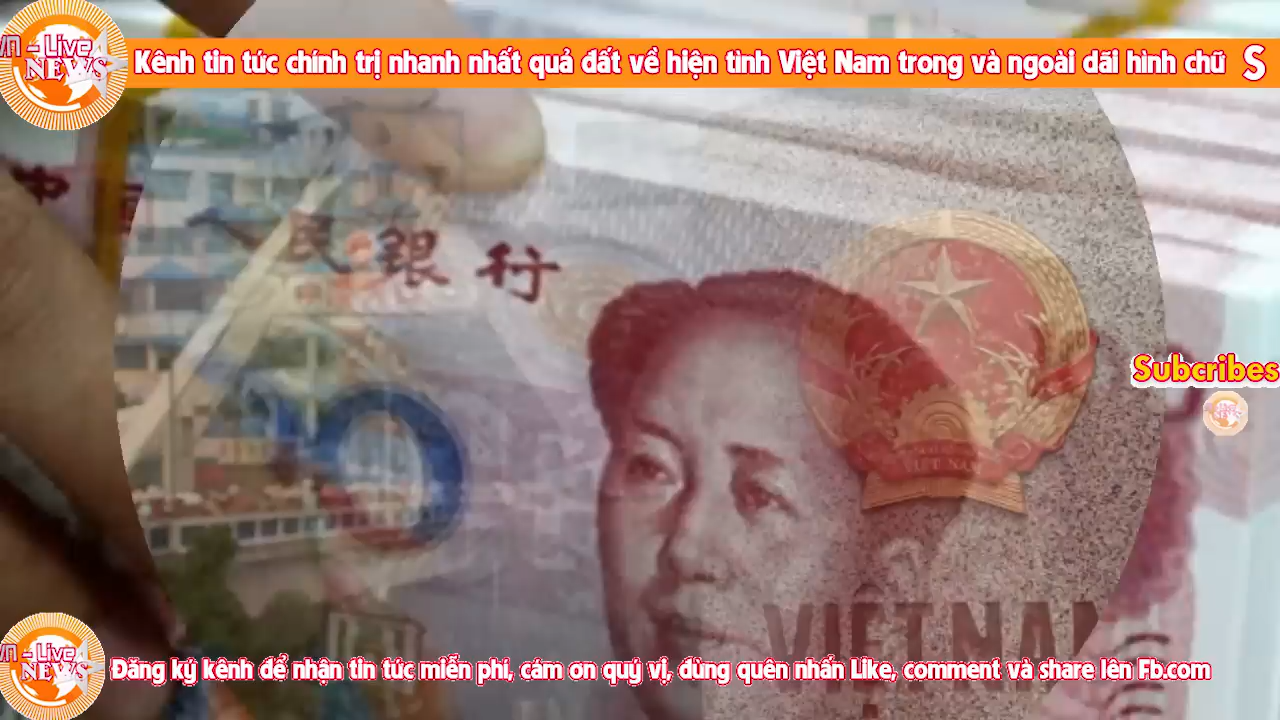 VN - Live
NEWS
Kênh tin tức chính trị nhanh nhất quả đất về hiện tình Việt Nam trong và ngoài dãi hình chữ S
中
人民銀行
VIỆT NAM
Subcribes
VIETNAM
VN - Live
NEWS
Đăng ký kênh để nhận tin tức miễn phí, cám ơn quý vị, đừng quên nhấn Like, comment và share lên Fb.com